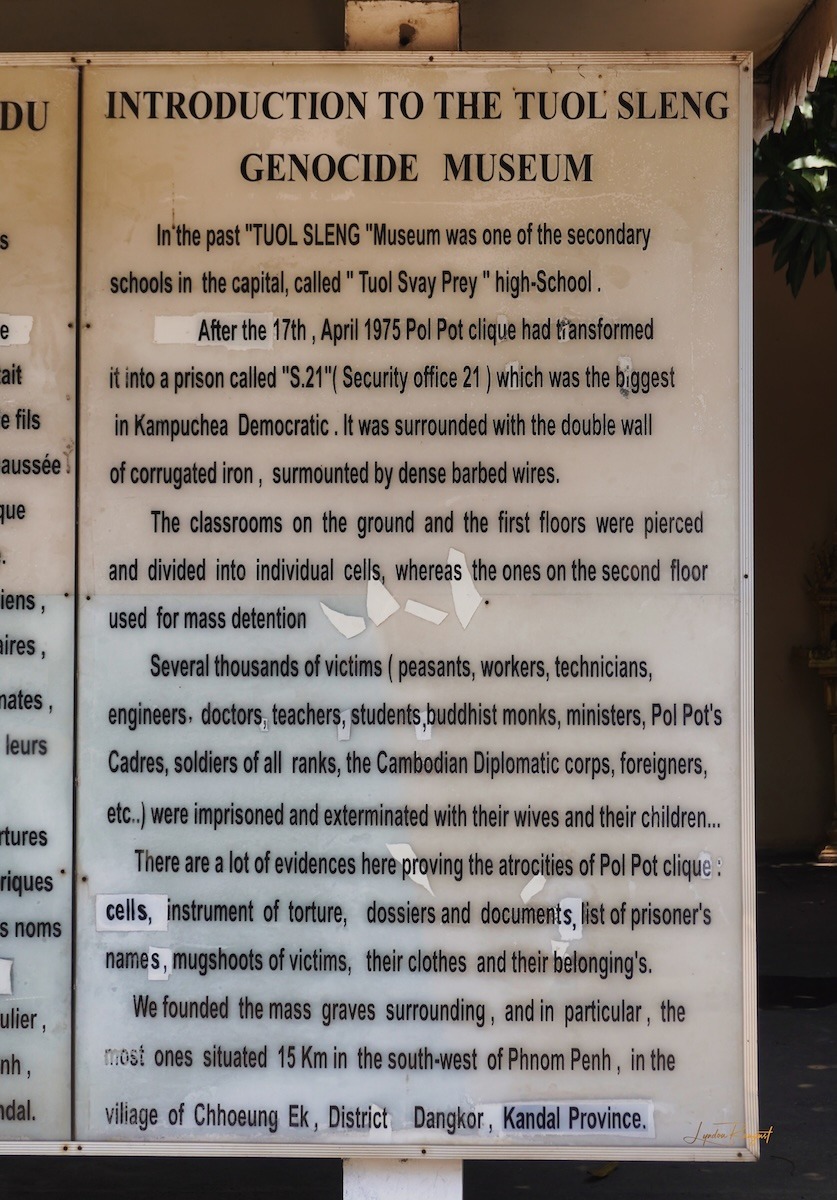 DU
s
e
ait
e fils
aussée
que
.
iens ,
aires ,
nates ,
leurs
rtures
riques
s noms
ulier ,
nh ,
ndal.
INTRODUCTION TO THE TUOL SLENG
GENOCIDE MUSEUM
In the past "TUOL SLENG "Museum was one of the secondary
schools in the capital, called " Tuol Svay Prey " high-School .
After the 17th , April 1975 Pol Pot clique had transformed
it into a prison called "S.21"( Security office 21 ) which was the biggest
in Kampuchea Democratic . It was surrounded with the double wall
of corrugated iron , surmounted by dense barbed wires.
The classrooms on the ground and the first floors were pierced
and divided into individual cells, whereas the ones on the second floor
used for mass detention
Several thousands of victims ( peasants, workers, technicians,
engineers, doctors, teachers, students,buddhist monks, ministers, Pol Pot's
Cadres, soldiers of all ranks, the Cambodian Diplomatic corps, foreigners,
etc..) were imprisoned and exterminated with their wives and their children...
There are a lot of evidences here proving the atrocities of Pol Pot clique :
cells, instrument of torture, dossiers and documents, list of prisoner's
names, mugshoots of victims, their clothes and their belonging's.
We founded the mass graves surrounding , and in particular , the
most ones situated 15 Km in the south-west of Phnom Penh , in the
village of Chhoeung Ek , District Dangkor , Kandal Province.